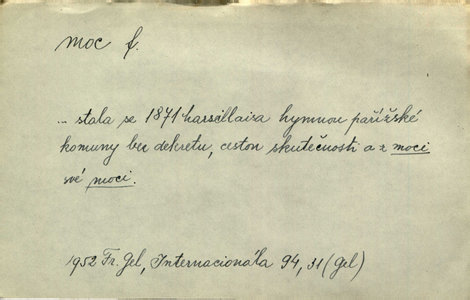 moc f.
... stala se 1871 marseillaisa hymnou pařížské
komuny bez dekretu, cestou skutečnosti a z moci
své moci.
1952 Fr. Gel, Internacionála 94, 31 (Gel)